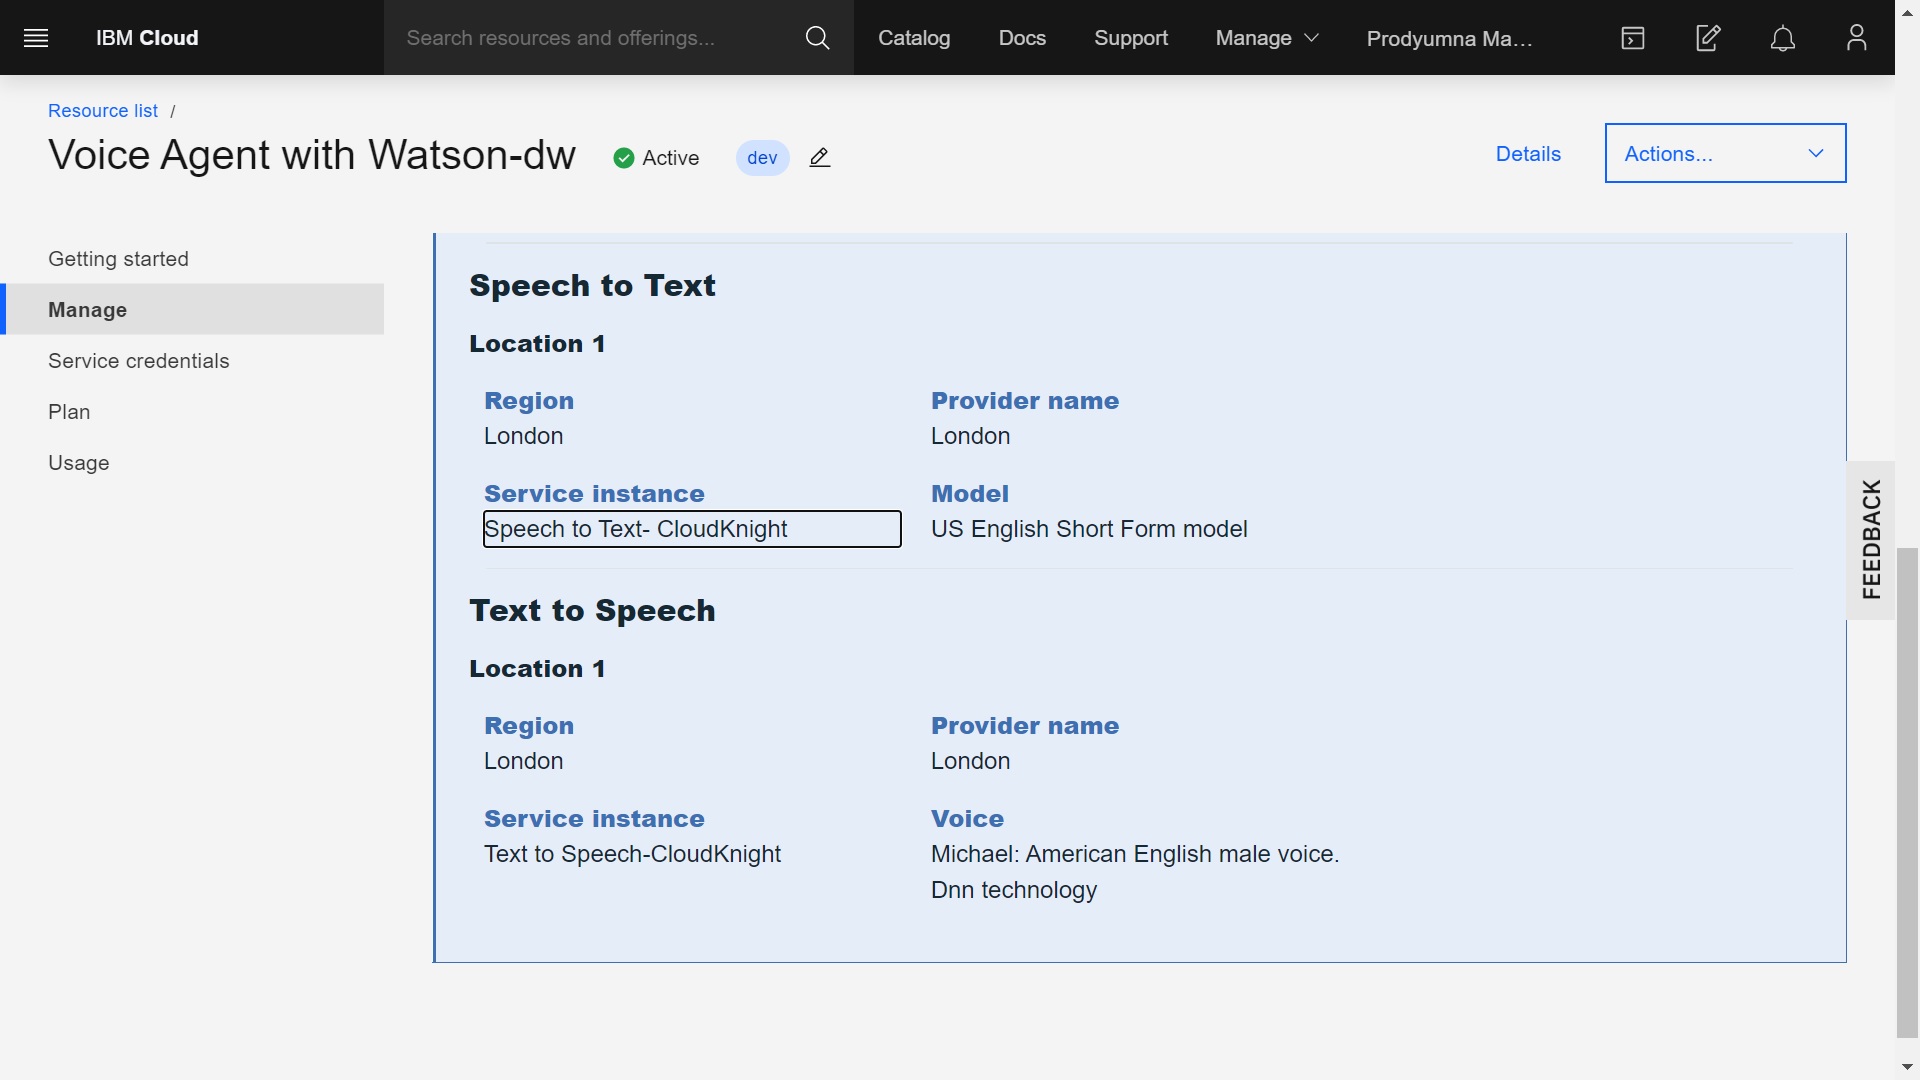 IBM Cloud
Search resources and offerings...
Catalog
Docs
Support
Manage
Prodyumna Ma...
Resource list /
Voice Agent with Watson-dw
Active
dev
Details
Actions...
Getting started
Manage
Service credentials
Plan
Usage
Speech to Text
Location 1
Region
Provider name
London
London
Service instance
Model
Speech to Text- CloudKnight
US English Short Form model
Text to Speech
Location 1
Region
Provider name
London
London
Service instance
Voice
Text to Speech-CloudKnight
Michael: American English male voice.
Dnn technology
FEEDBACK